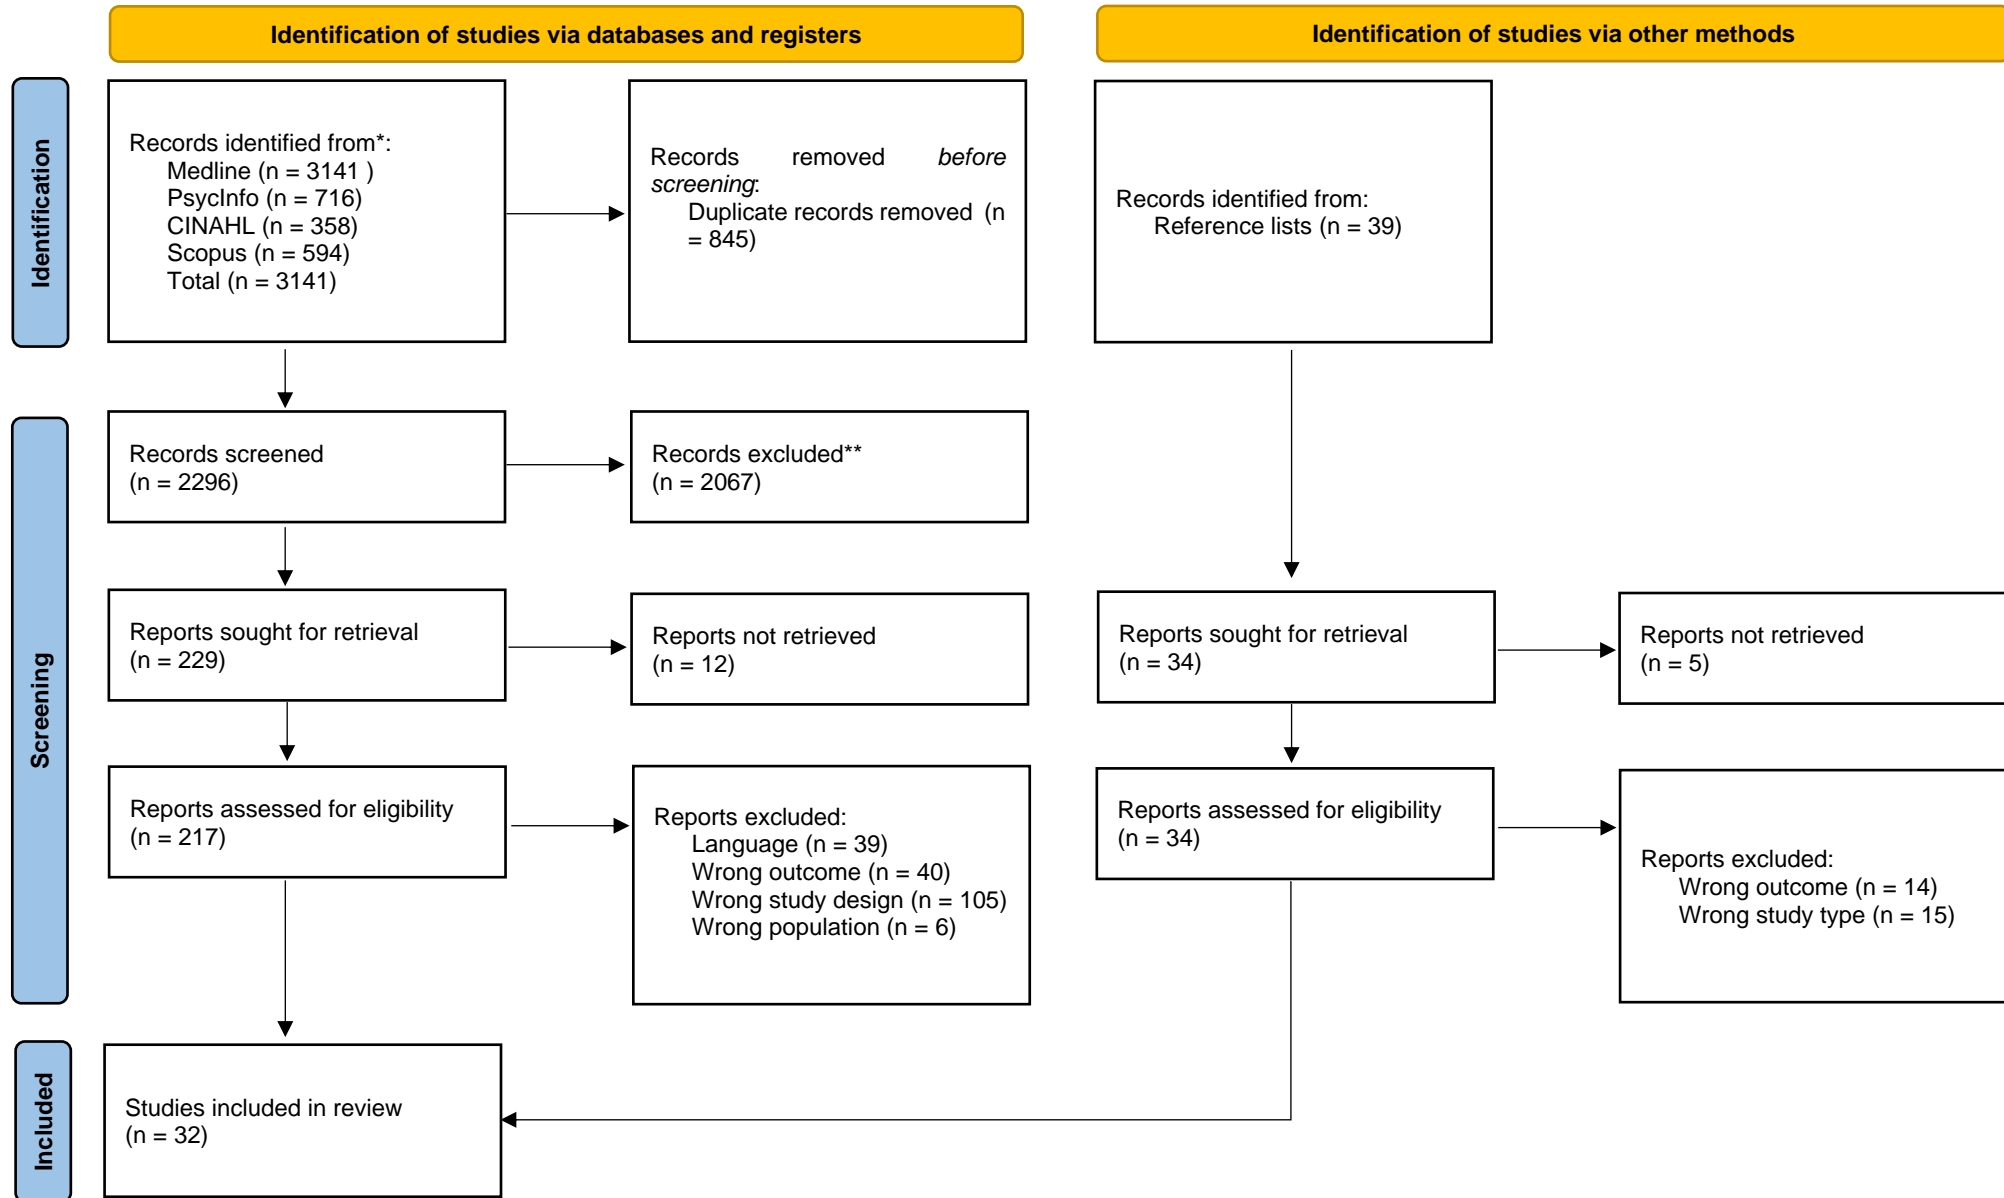 Identification of studies via databases and registers
Identification of studies via other methods
Identification
Records identified from*:
Medline (n = 3141 )
PsycInfo (n = 716)
CINAHL (n = 358)
Scopus (n = 594)
Total (n = 3141)
Records removed before
screening:
Duplicate records removed (n
= 845)
Records identified from:
Reference lists (n = 39)
Screening
Records screened
(n = 2296)
Records excluded**
(n = 2067)
Reports sought for retrieval
(n = 229)
Reports not retrieved
(n = 12)
Reports sought for retrieval
(n = 34)
Reports not retrieved
(n = 5)
Reports assessed for eligibility
(n = 217)
Reports excluded:
Language (n = 39)
Wrong outcome (n = 40)
Wrong study design (n = 105)
Wrong population (n = 6)
Reports assessed for eligibility
(n = 34)
Reports excluded:
Wrong outcome (n = 14)
Wrong study type (n = 15)
Included
Studies included in review
(n = 32)